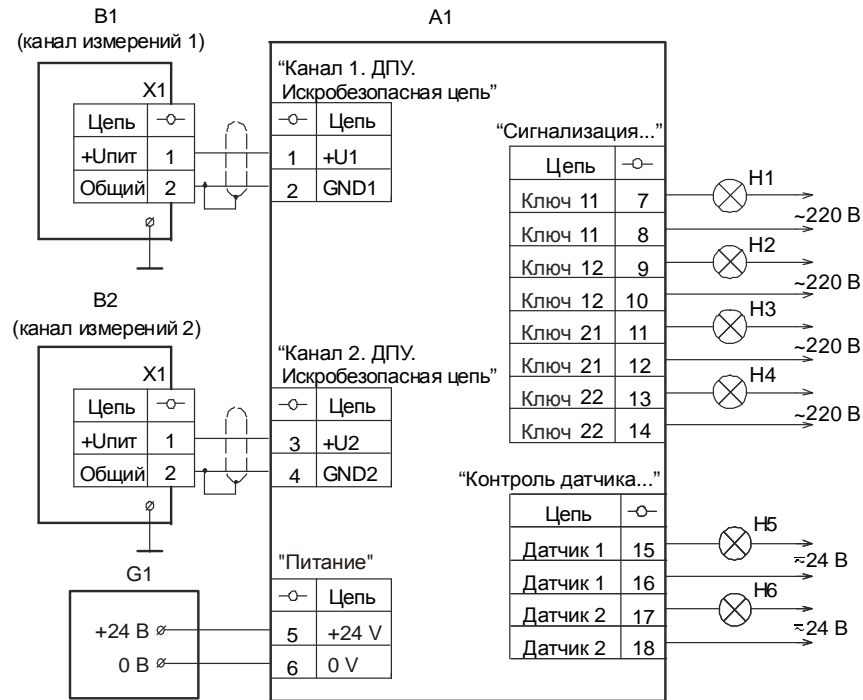 B1
(канал измерений 1)
X1
Цепь
+Uпит 1
Общий 2
B2
(канал измерений 2)
X1
Цепь
+Uпит 1
Общий 2
G1
+24 В
0 В
A1
“Канал 1. ДПУ.
Искробезопасная цепь”
Цепь
1 +U1
2 GND1
“Канал 2. ДПУ.
Искробезопасная цепь”
Цепь
3 +U2
4 GND2
"Питание"
Цепь
5 +24 V
6 0 V
“Сигнализация...”
Цепь
Ключ 11 7
Ключ 11 8
Ключ 12 9
Ключ 12 10
Ключ 21 11
Ключ 21 12
Ключ 22 13
Ключ 22 14
H1
~220 В
H2
~220 В
H3
~220 В
H4
~220 В
“Контроль датчика...”
Цепь
Датчик 1 15
Датчик 1 16
Датчик 2 17
Датчик 2 18
H5
≂24 В
H6
≂24 В